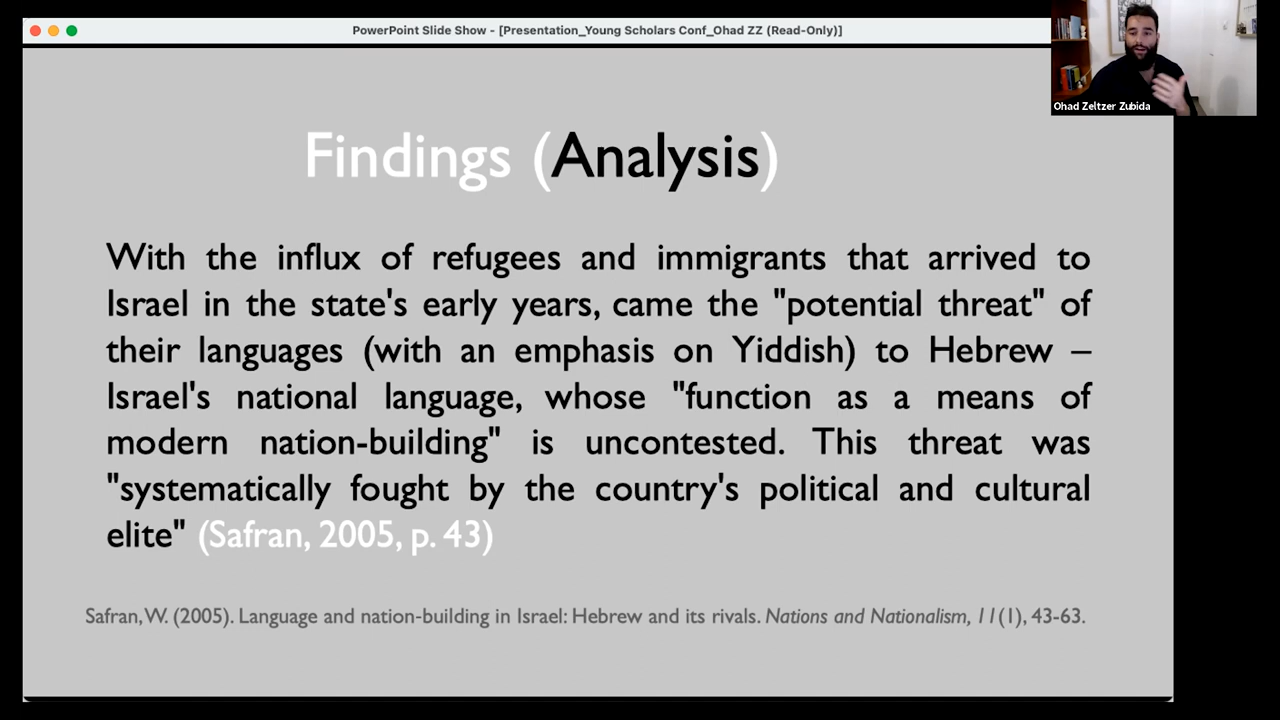 PowerPoint Slide Show - [Presentation_Young Scholars Conf_Ohad ZZ (Read-Only)]
Ohad Zeltzer Zubida
Findings (Analysis)
With the influx of refugees and immigrants that arrived to
Israel in the state's early years, came the "potential threat" of
their languages (with an emphasis on Yiddish) to Hebrew –
Israel's national language, whose "function as a means of
modern nation-building" is uncontested. This threat was
"systematically fought by the country's political and cultural
elite" (Safran, 2005, p. 43)
Safran, W. (2005). Language and nation-building in Israel: Hebrew and its rivals. Nations and Nationalism, 11(1), 43-63.